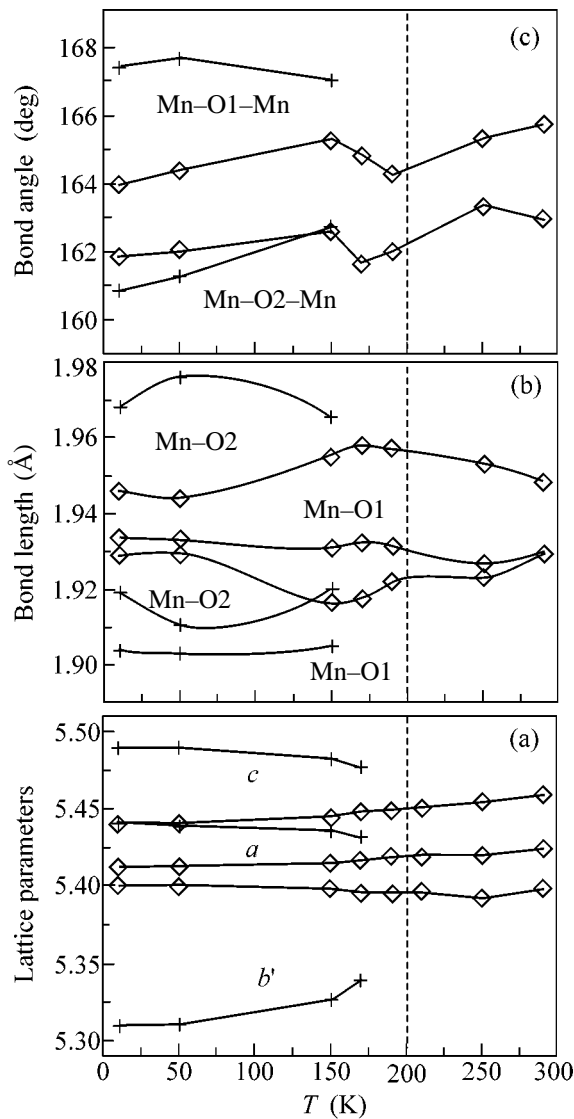 (c)
168
166
164
162
160
Bond angle (deg)
Mn–O1–Mn
Mn–O2–Mn
(b)
1.98
1.96
1.94
1.92
1.90
Bond length (Å)
Mn–O2
Mn–O1
Mn–O2
Mn–O1
(a)
5.50
5.45
5.40
5.35
5.30
Lattice parameters
c
a
b'
0 50 100 150 200 250 300
T (K)